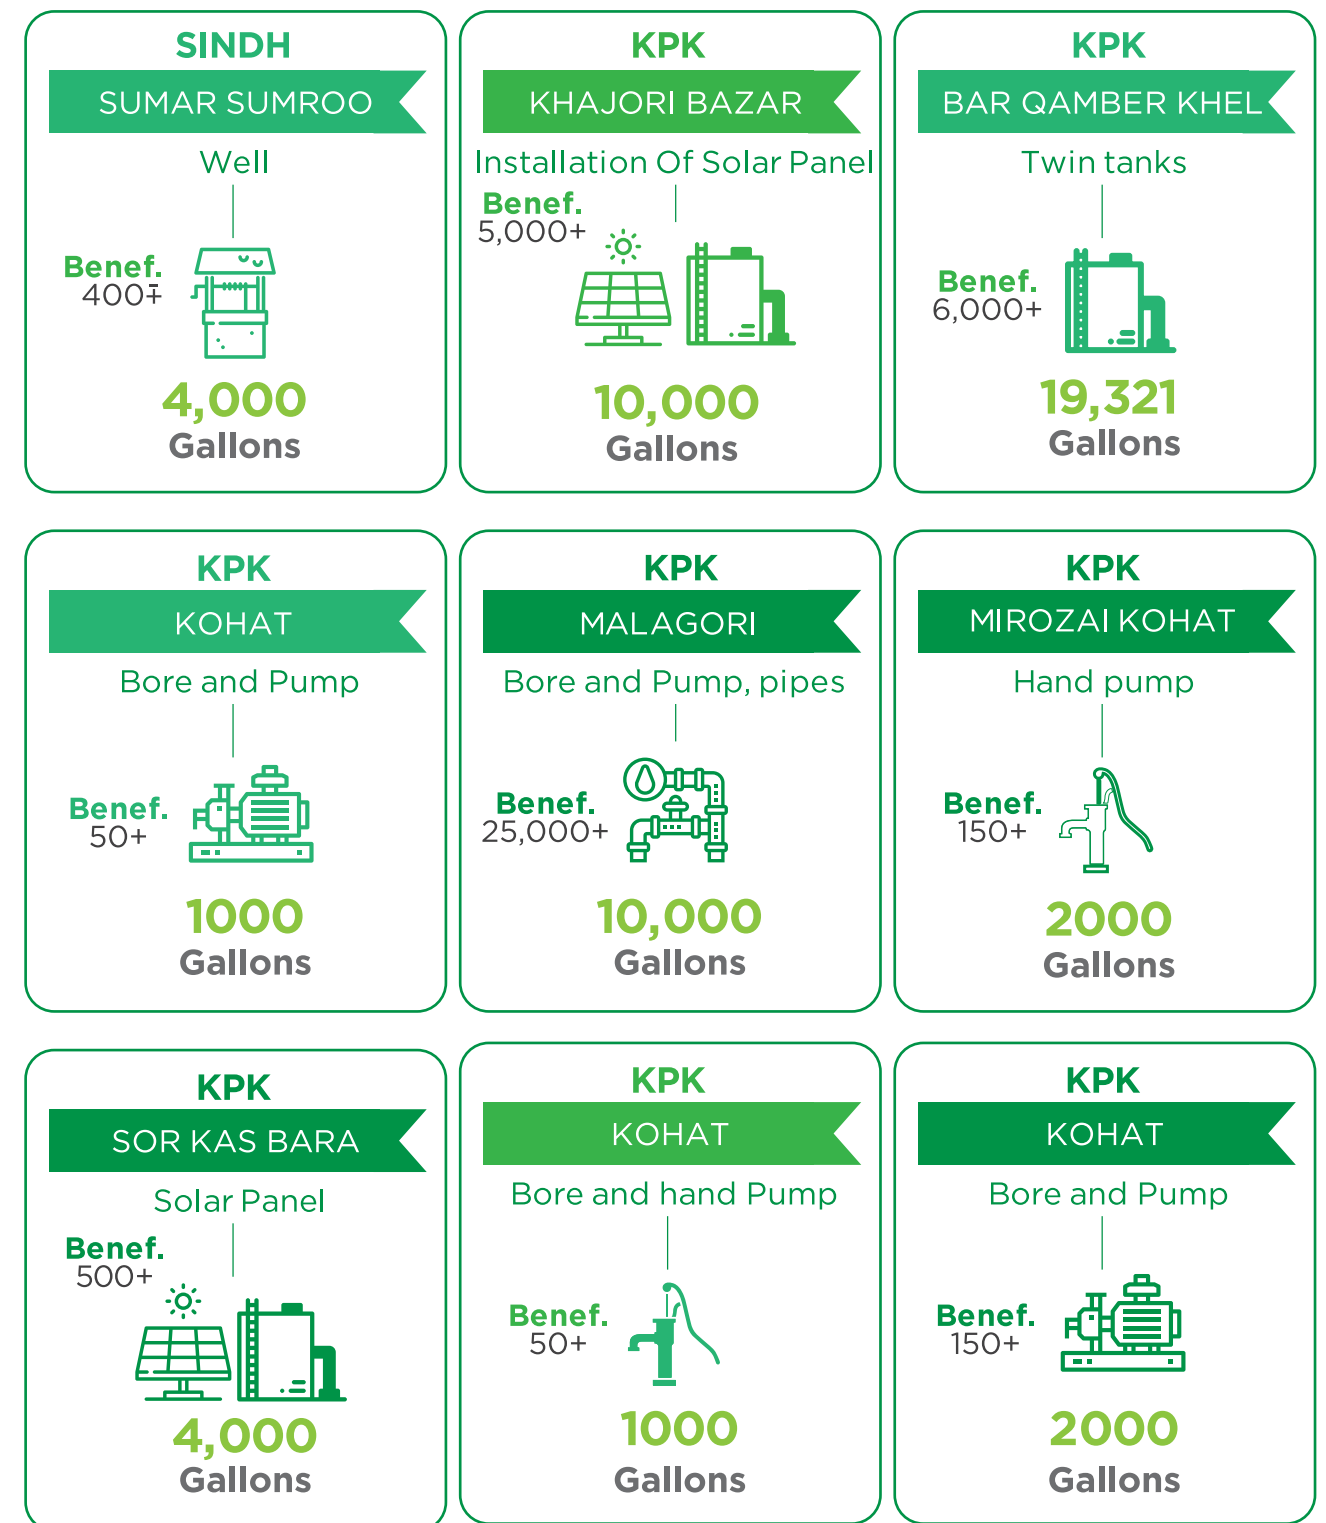 SINDH
SUMAR SUMROO
Well
Benef.
400±
4,000
Gallons
KPK
KHAJORI BAZAR
Installation Of Solar Panel
Benef.
5,000+
10,000
Gallons
KPK
BAR QAMBER KHEL
Twin tanks
Benef.
6,000+
19,321
Gallons
KPK
KOHAT
Bore and Pump
Benef.
50+
1000
Gallons
KPK
MALAGORI
Bore and Pump, pipes
Benef.
25,000+
10,000
Gallons
KPK
MIROZAI KOHAT
Hand pump
Benef.
150+
2000
Gallons
KPK
SOR KAS BARA
Solar Panel
Benef.
500+
4,000
Gallons
KPK
KOHAT
Bore and hand Pump
Benef.
50+
1000
Gallons
KPK
KOHAT
Bore and Pump
Benef.
150+
2000
Gallons